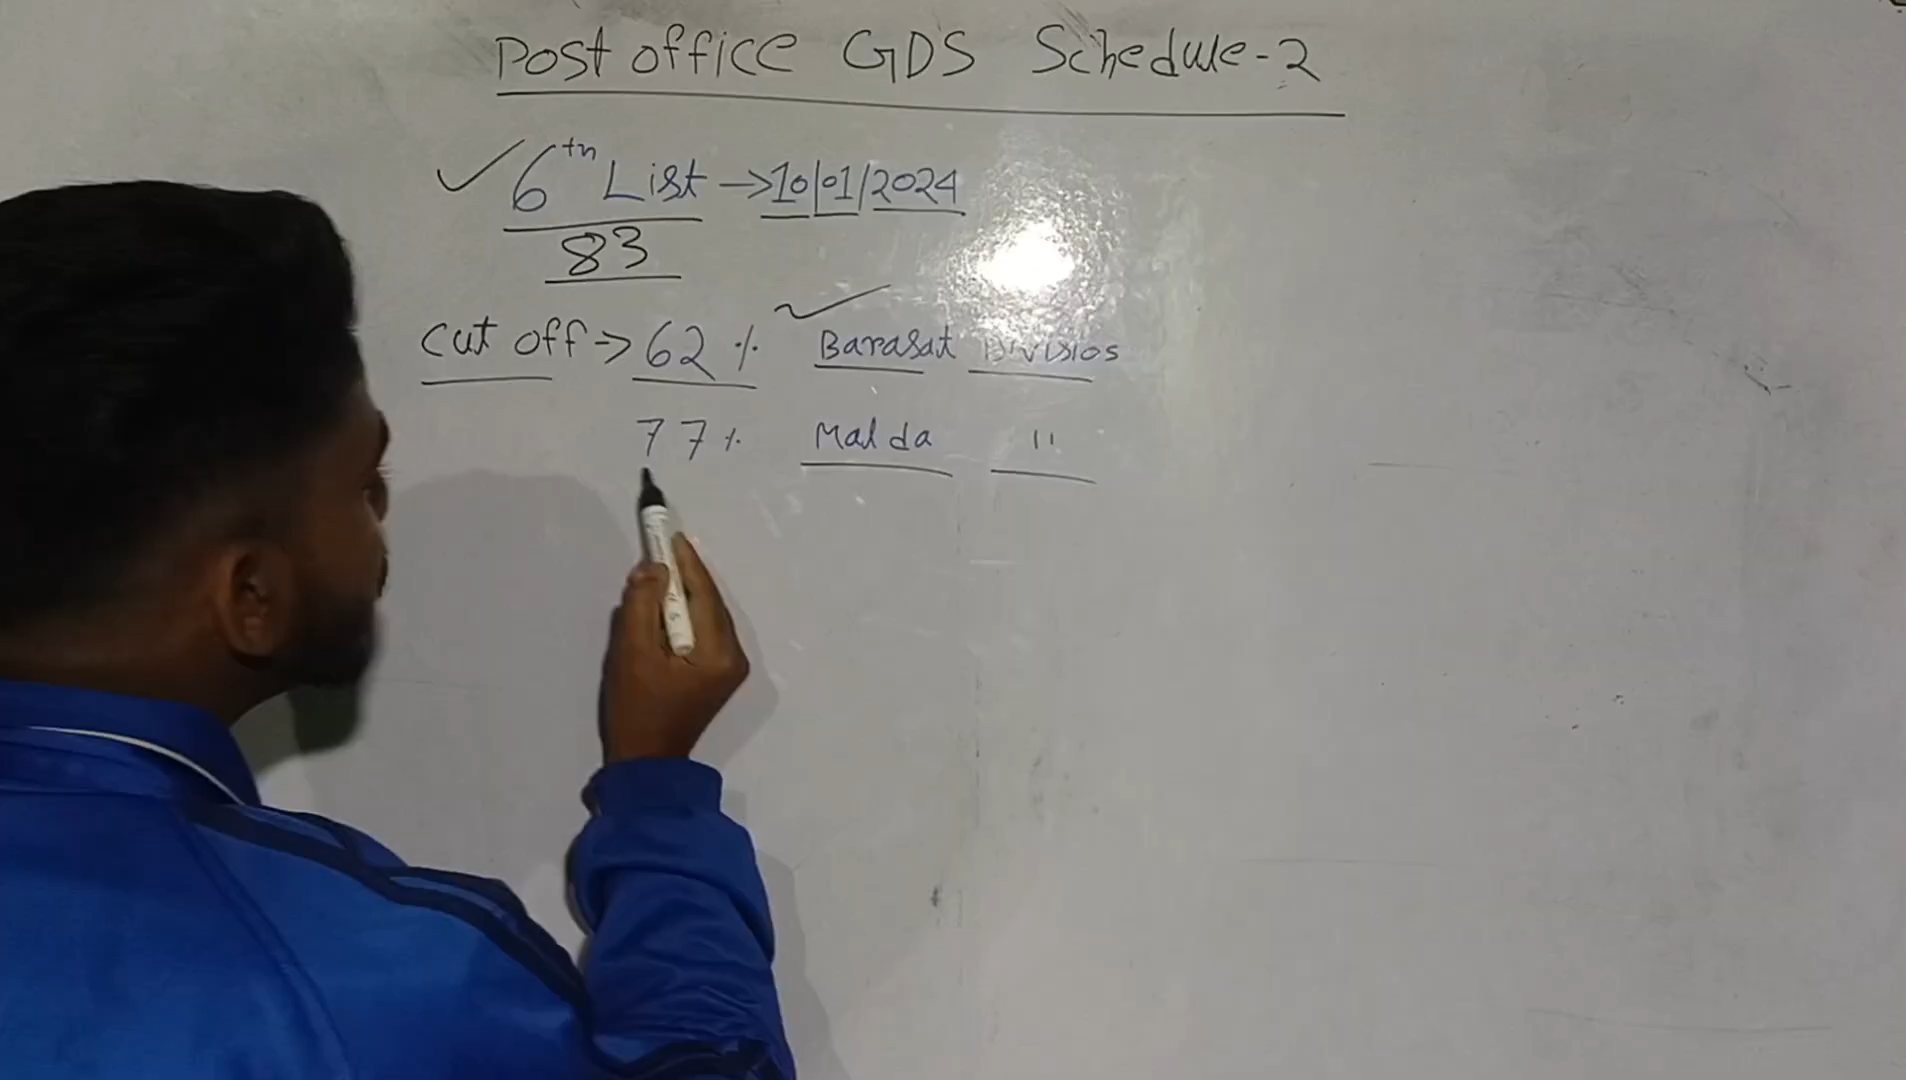 Post office GDS Schedule-2
6th List → 10/01/2024
83
Cut off → 62 % Barasat Division
77% Malda "